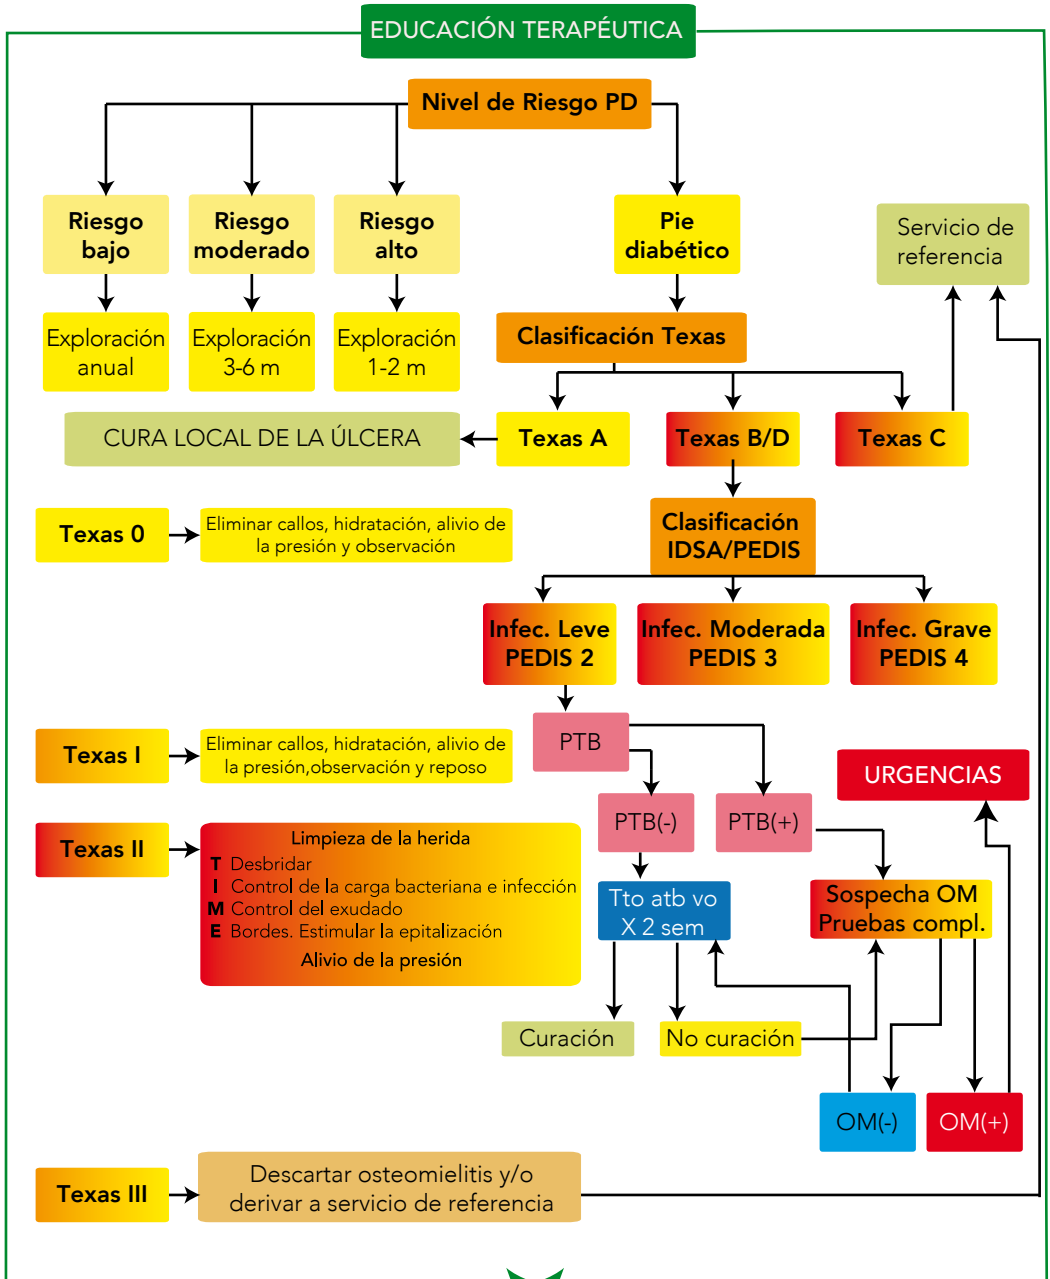 EDUCACIÓN TERAPÉUTICA
Nivel de Riesgo PD
Riesgo
bajo
Riesgo
moderado
Riesgo
alto
Pie
diabético
Servicio de
referencia
Exploración
anual
Exploración
3-6 m
Exploración
1-2 m
Clasificación Texas
CURA LOCAL DE LA ÚLCERA
Texas A
Texas B/D
Texas C
Texas 0
Eliminar callos, hidratación, alivio de
la presión y observación
Clasificación
IDSA/PEDIS
Infec. Leve
PEDIS 2
Infec. Moderada
PEDIS 3
Infec. Grave
PEDIS 4
Texas I
Eliminar callos, hidratación, alivio de
la presión,observación y reposo
PTB
URGENCIAS
PTB(-)
PTB(+)
Texas II
Limpieza de la herida
T Desbridar
I Control de la carga bacteriana e infección
M Control del exudado
E Bordes. Estimular la epitalización
Alivio de la presión
Tto atb vo
X 2 sem
Sospecha OM
Pruebas compl.
Curación
No curación
OM(-)
OM(+)
Texas III
Descartar osteomielitis y/o
derivar a servicio de referencia